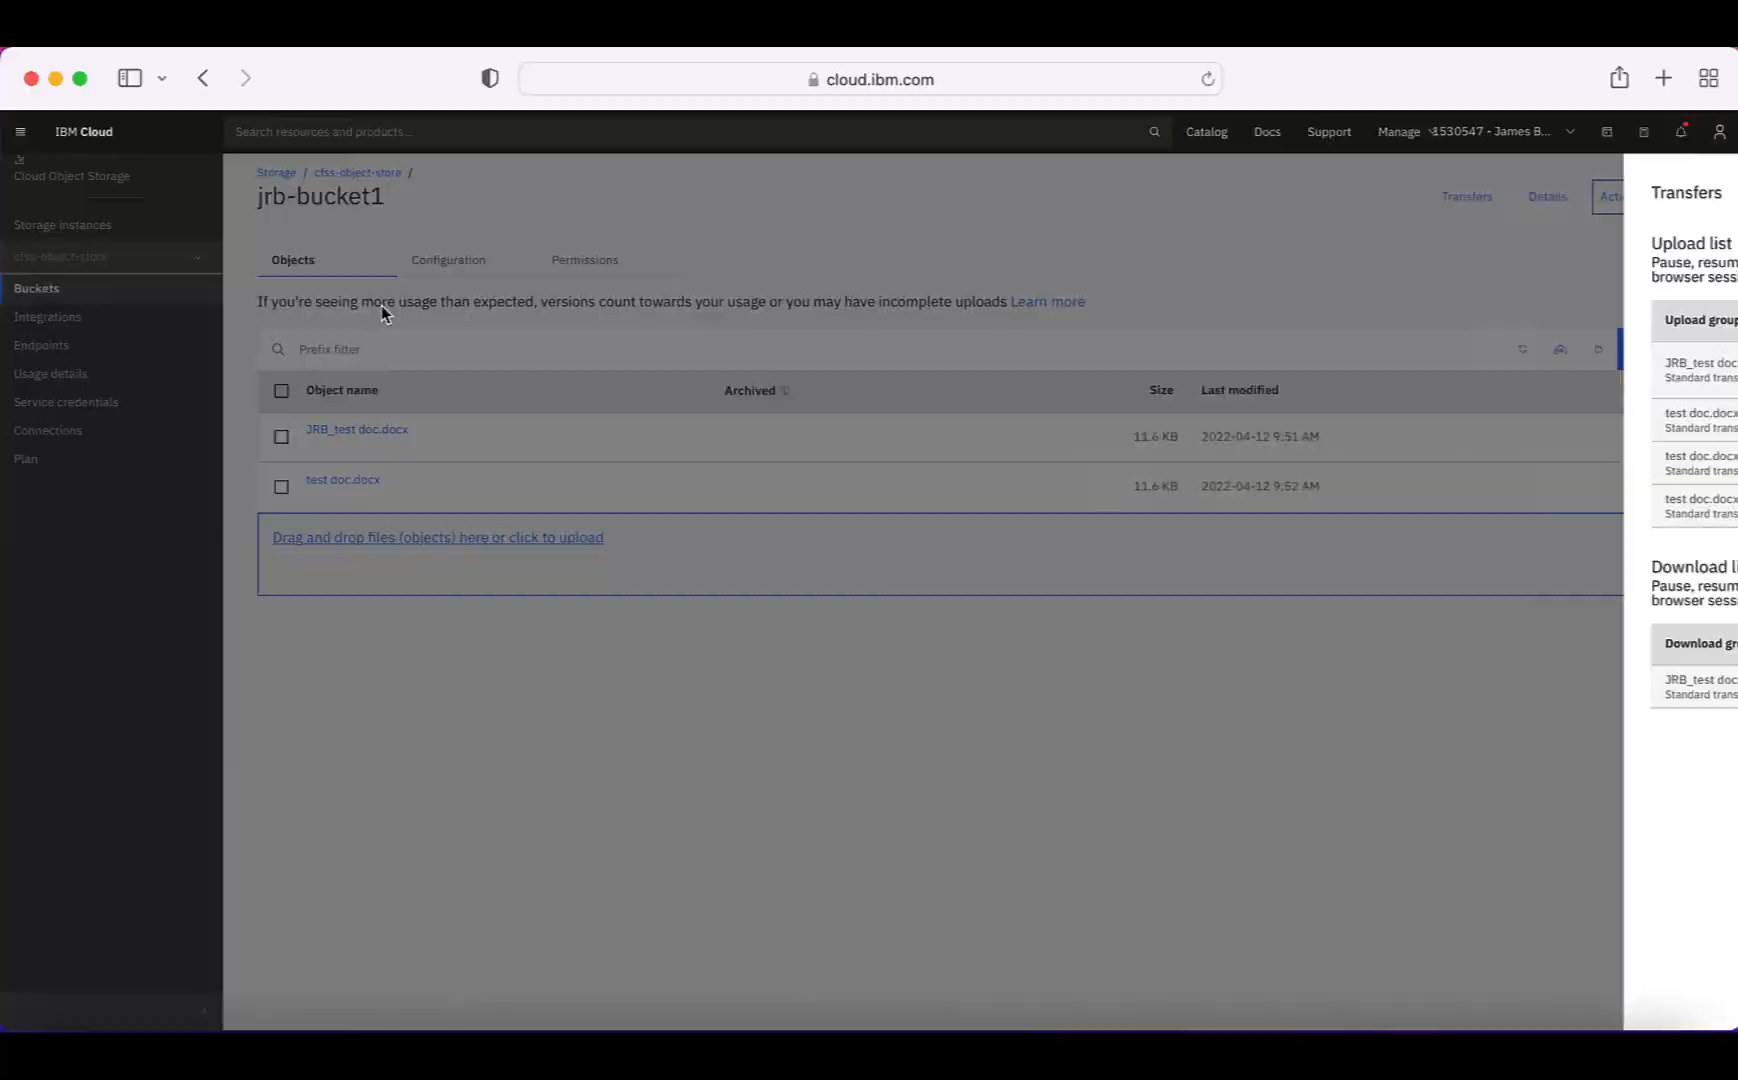 cloud.ibm.com
IBM Cloud
Search resources and products...
Catalog
Docs
Support
Manage
1530547 - James B...
Cloud Object Storage
Storage instances
cfss-object-store
Buckets
Integrations
Endpoints
Usage details
Service credentials
Connections
Plan
Storage / cfss-object-store /
jrb-bucket1
Transfers
Details
Acti
Objects
Configuration
Permissions
If you're seeing more usage than expected, versions count towards your usage or you may have incomplete uploads Learn more
Prefix filter
Object name
Archived
Size
Last modified
JRB_test doc.docx
11.6 KB
2022-04-12 9:51 AM
test doc.docx
11.6 KB
2022-04-12 9:52 AM
Drag and drop files (objects) here or click to upload
Transfers
Upload list
Pause, resum
browser sessi
Upload group
JRB_test doc
Standard trans
test doc.docx
Standard trans
test doc.docx
Standard trans
test doc.docx
Standard trans
Download li
Pause, resum
browser sessi
Download gr
JRB_test doc
Standard trans